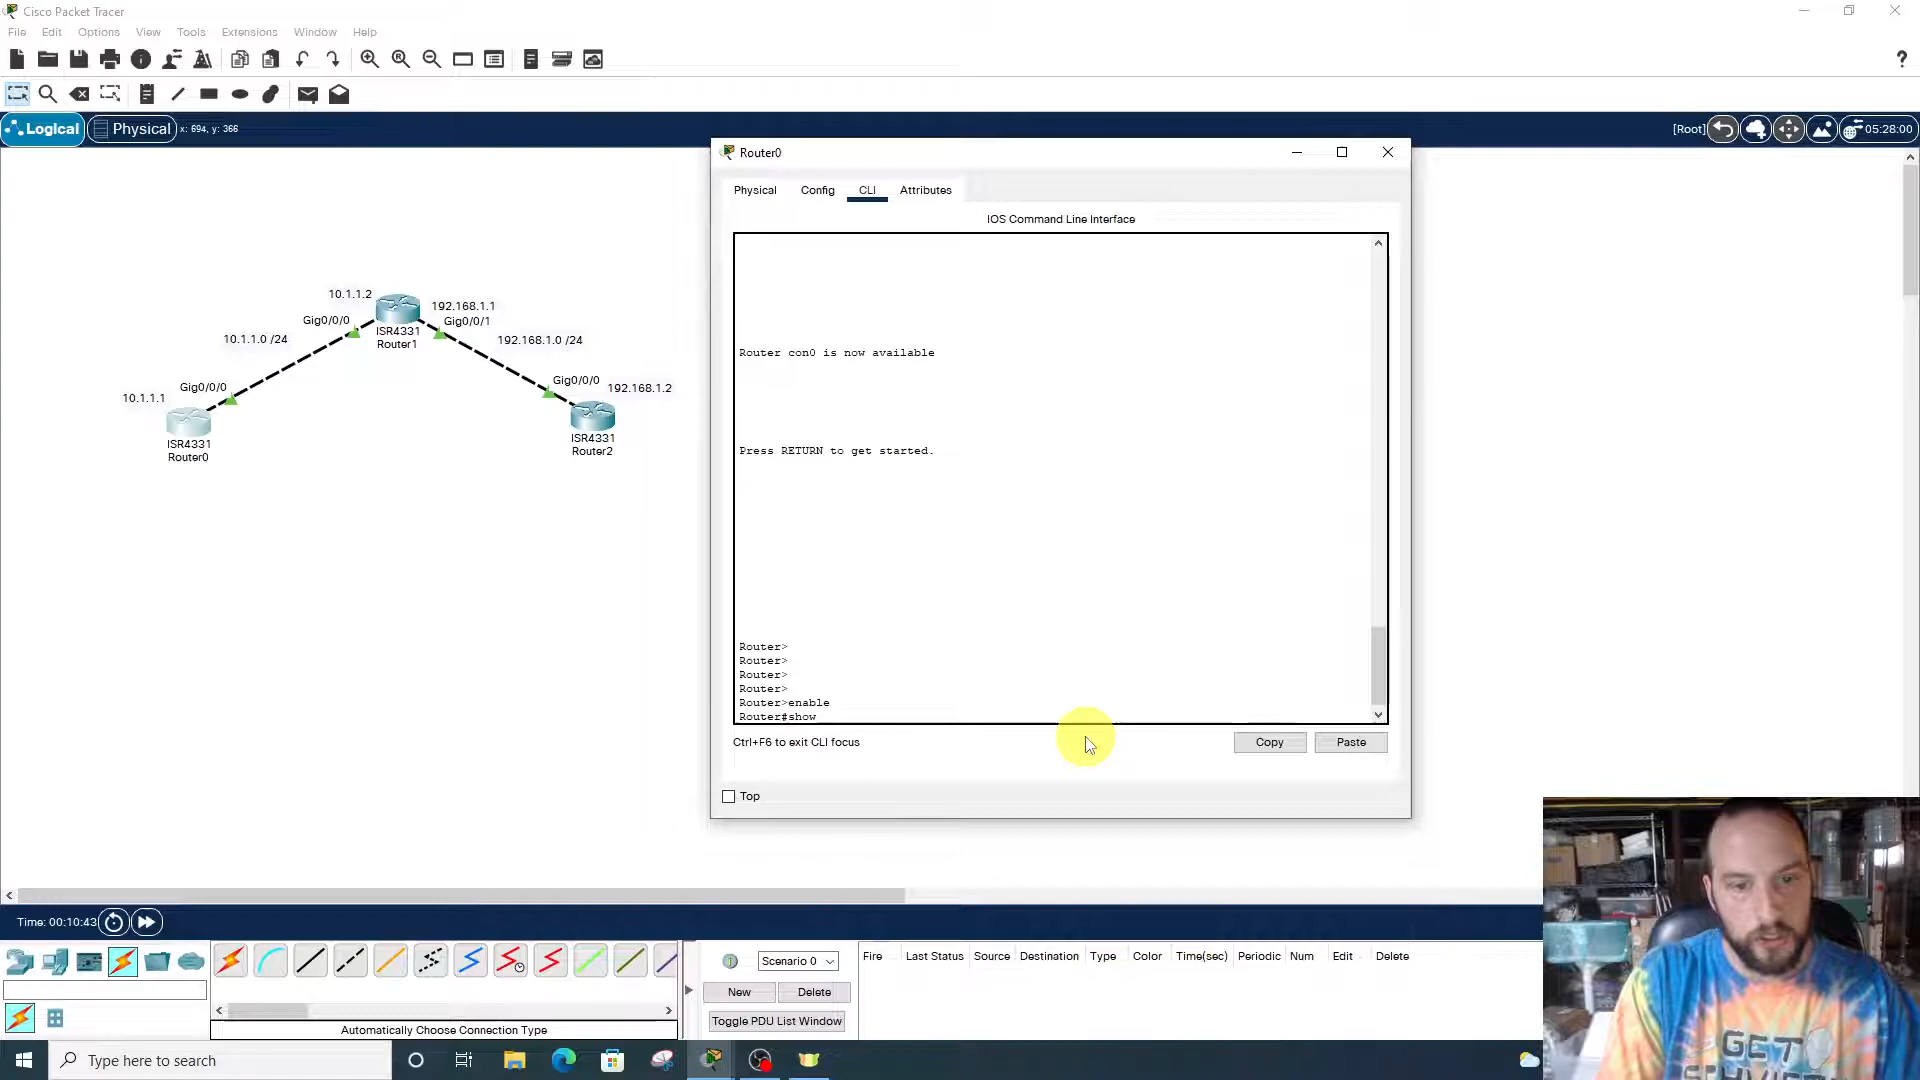 Cisco Packet Tracer
File Edit Options View Tools Extensions Window Help
?
Logical Physical x: 694, y: 366 [Root] 05:28:00
Router0
Physical Config CLI Attributes
IOS Command Line Interface
Router con0 is now available
Press RETURN to get started.
Router>
Router>
Router>
Router>
Router>enable
Router#show
Ctrl+F6 to exit CLI focus Copy Paste
Top
10.1.1.2
192.168.1.1
Gig0/0/0
Gig0/0/1
ISR4331
Router1
10.1.1.0 /24
192.168.1.0 /24
Gig0/0/0
Gig0/0/0
192.168.1.2
10.1.1.1
ISR4331
Router0
ISR4331
Router2
Time: 00:10:43
Scenario 0
New Delete
Toggle PDU List Window
Fire Last Status Source Destination Type Color Time(sec) Periodic Num Edit Delete
Automatically Choose Connection Type
Type here to search
GET